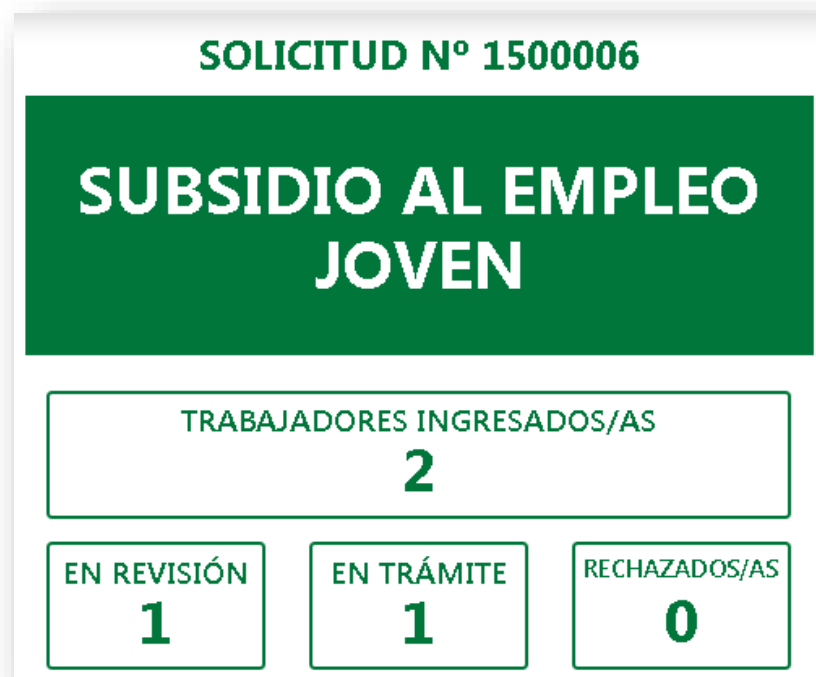 SOLICITUD Nº 1500006
SUBSIDIO AL EMPLEO
JOVEN
TRABAJADORES INGRESADOS/AS
2
EN REVISIÓN
1
EN TRÁMITE
1
RECHAZADOS/AS
0